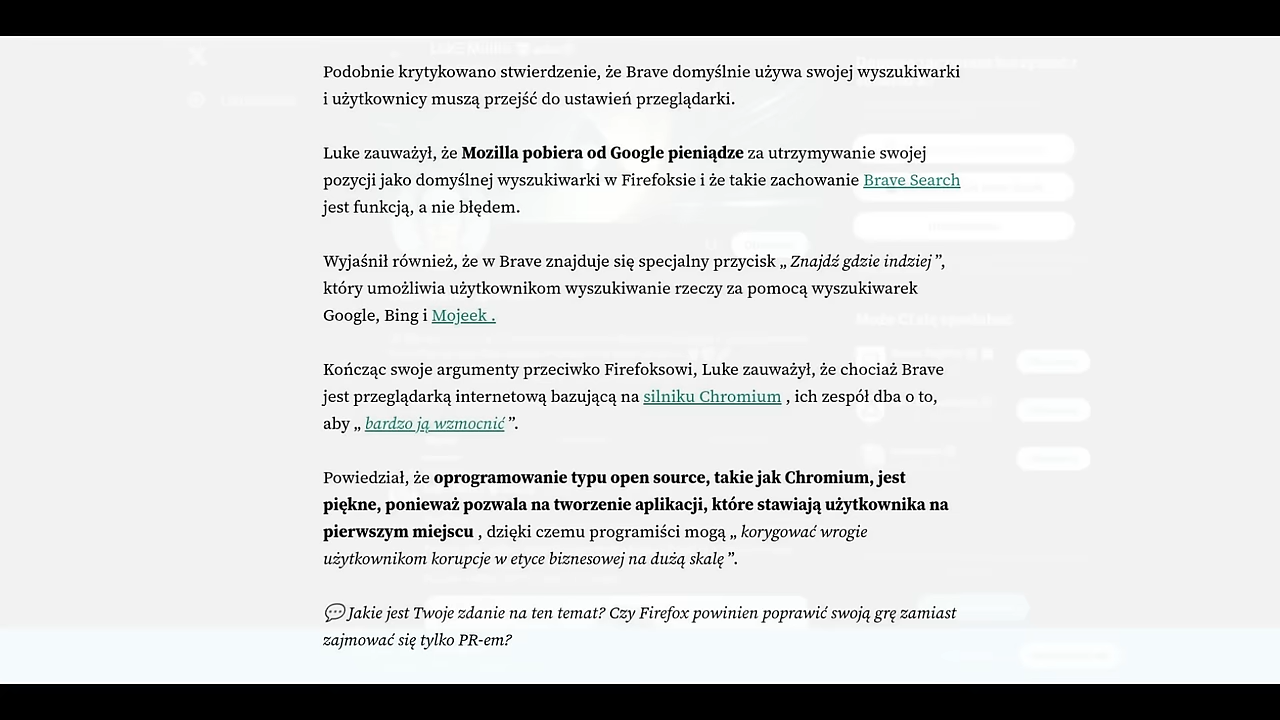 Podobnie krytykowano stwierdzenie, że Brave domyślnie używa swojej wyszukiwarki
i użytkownicy muszą przejść do ustawień przeglądarki.
Luke zauważył, że Mozilla pobiera od Google pieniądze za utrzymywanie swojej
pozycji jako domyślnej wyszukiwarki w Firefoksie i że takie zachowanie Brave Search
jest funkcją, a nie błędem.
Wyjaśnił również, że w Brave znajduje się specjalny przycisk „ Znajdź gdzie indziej ”,
który umożliwia użytkownikom wyszukiwanie rzeczy za pomocą wyszukiwarek
Google, Bing i Mojeek .
Kończąc swoje argumenty przeciwko Firefoksowi, Luke zauważył, że chociaż Brave
jest przeglądarką internetową bazującą na silniku Chromium , ich zespół dba o to,
aby „ bardzo ją wzmocnić ”.
Powiedział, że oprogramowanie typu open source, takie jak Chromium, jest
piękne, ponieważ pozwala na tworzenie aplikacji, które stawiają użytkownika na
pierwszym miejscu , dzięki czemu programiści mogą „ korygować wrogie
użytkownikom korupcje w etyce biznesowej na dużą skalę ”.
💬 Jakie jest Twoje zdanie na ten temat? Czy Firefox powinien poprawić swoją grę zamiast
zajmować się tylko PR-em?